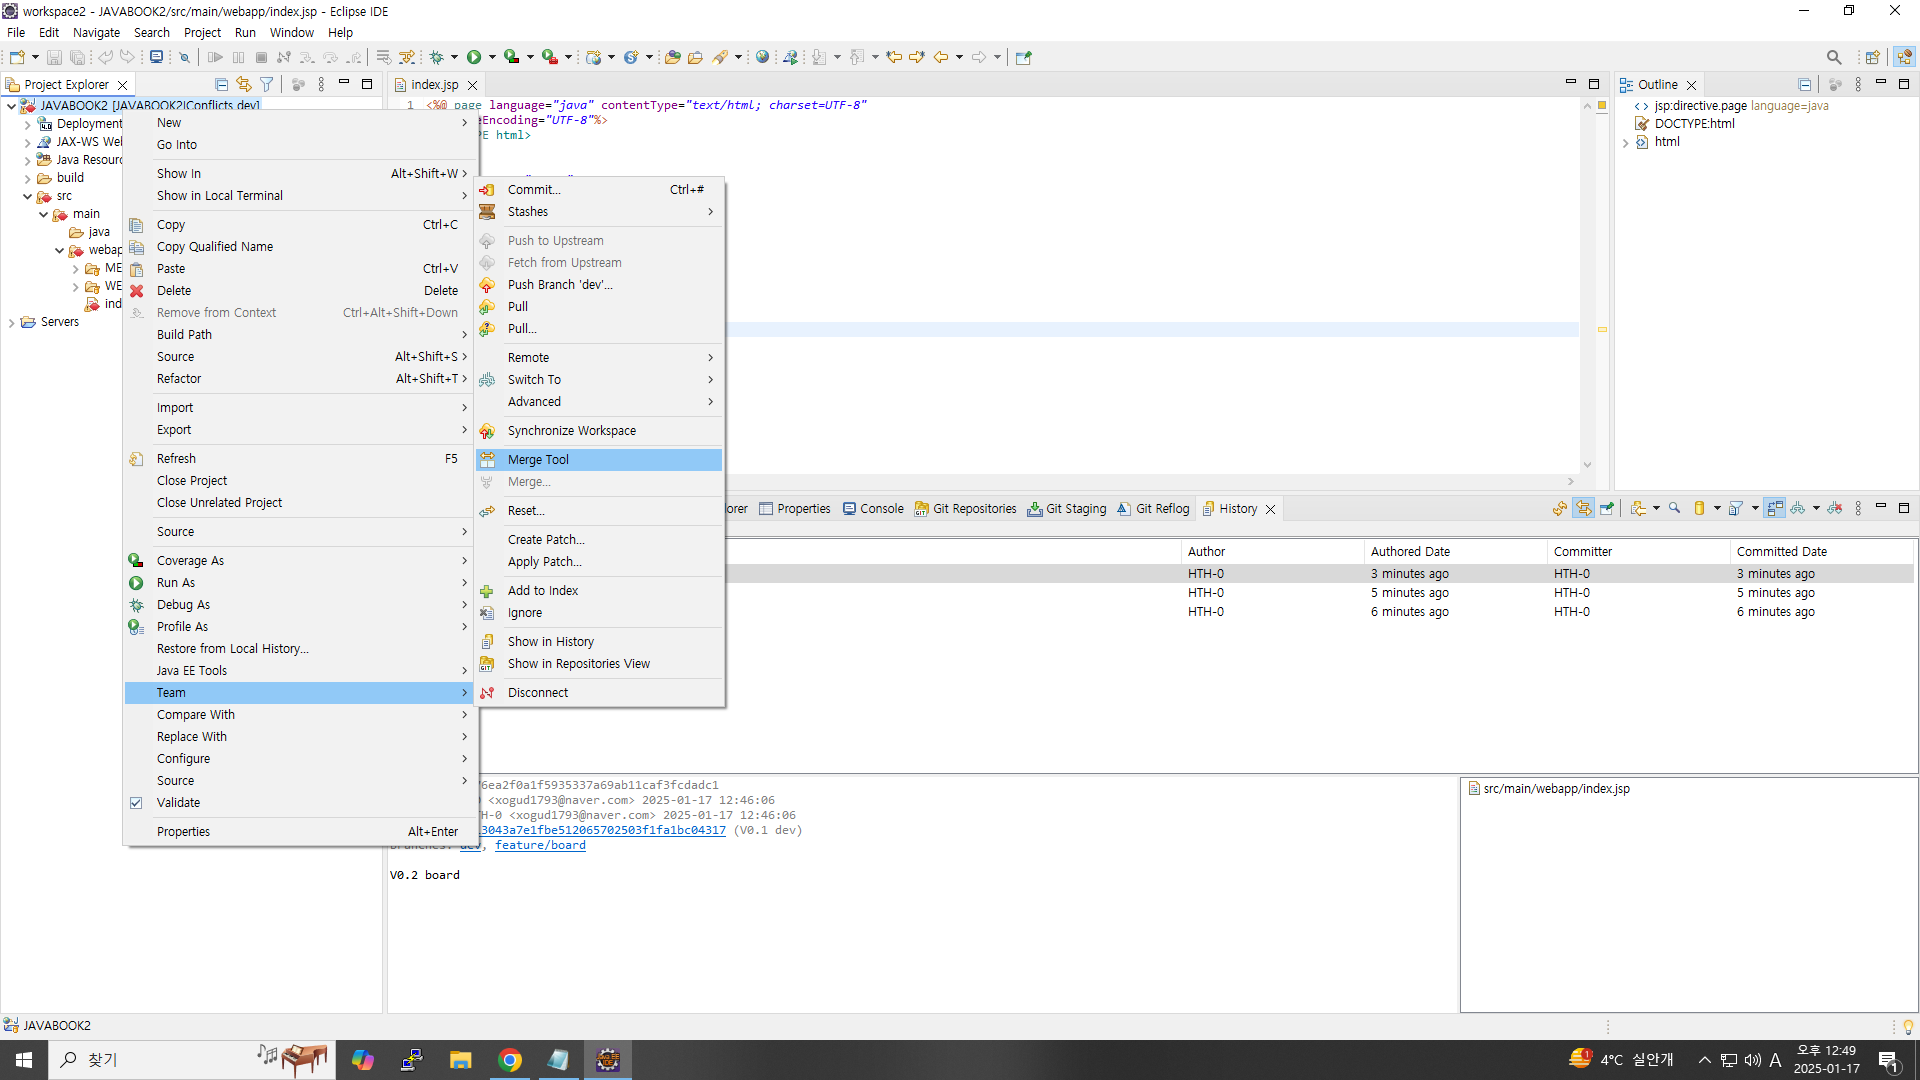 workspace2 - JAVABOOK2/src/main/webapp/index.jsp - Eclipse IDE
File Edit Navigate Search Project Run Window Help
Project Explorer
JAVABOOK2 [JAVABOOK2|Conflicts dev]
Deployment
JAX-WS Wel
Java Resourc
build
src
main
java
webap
ME
WE
ind
Servers
New
Go Into
Show In Alt+Shift+W
Show in Local Terminal
Copy Ctrl+C
Copy Qualified Name
Paste Ctrl+V
Delete Delete
Remove from Context Ctrl+Alt+Shift+Down
Build Path
Source Alt+Shift+S
Refactor Alt+Shift+T
Import
Export
Refresh F5
Close Project
Close Unrelated Project
Source
Coverage As
Run As
Debug As
Profile As
Restore from Local History...
Java EE Tools
Team
Compare With
Replace With
Configure
Source
Validate
Properties Alt+Enter
Commit... Ctrl+#
Stashes
Push to Upstream
Fetch from Upstream
Push Branch 'dev'...
Pull
Pull...
Remote
Switch To
Advanced
Synchronize Workspace
Merge Tool
Merge...
Reset...
Create Patch...
Apply Patch...
Add to Index
Ignore
Show in History
Show in Repositories View
Disconnect
index.jsp
1 <%@ page language="java" contentType="text/html; charset=UTF-8"
eEncoding="UTF-8"%>
PE html>
Outline
jsp:directive.page language=java
DOCTYPE:html
html
orer Properties Console Git Repositories Git Staging Git Reflog History
Author Authored Date Committer Committed Date
HTH-0 3 minutes ago HTH-0 3 minutes ago
HTH-0 5 minutes ago HTH-0 5 minutes ago
HTH-0 6 minutes ago HTH-0 6 minutes ago
6ea2f0a1f5935337a69ab11caf3fcdadc1
<xogud1793@naver.com> 2025-01-17 12:46:06
TH-0 <xogud1793@naver.com> 2025-01-17 12:46:06
3043a7e1fbe512065702503f1fa1bc04317 (V0.1 dev)
Branches: dev, feature/board
V0.2 board
src/main/webapp/index.jsp
JAVABOOK2
찾기
4°C 실안개
A
오후 12:49
2025-01-17
1